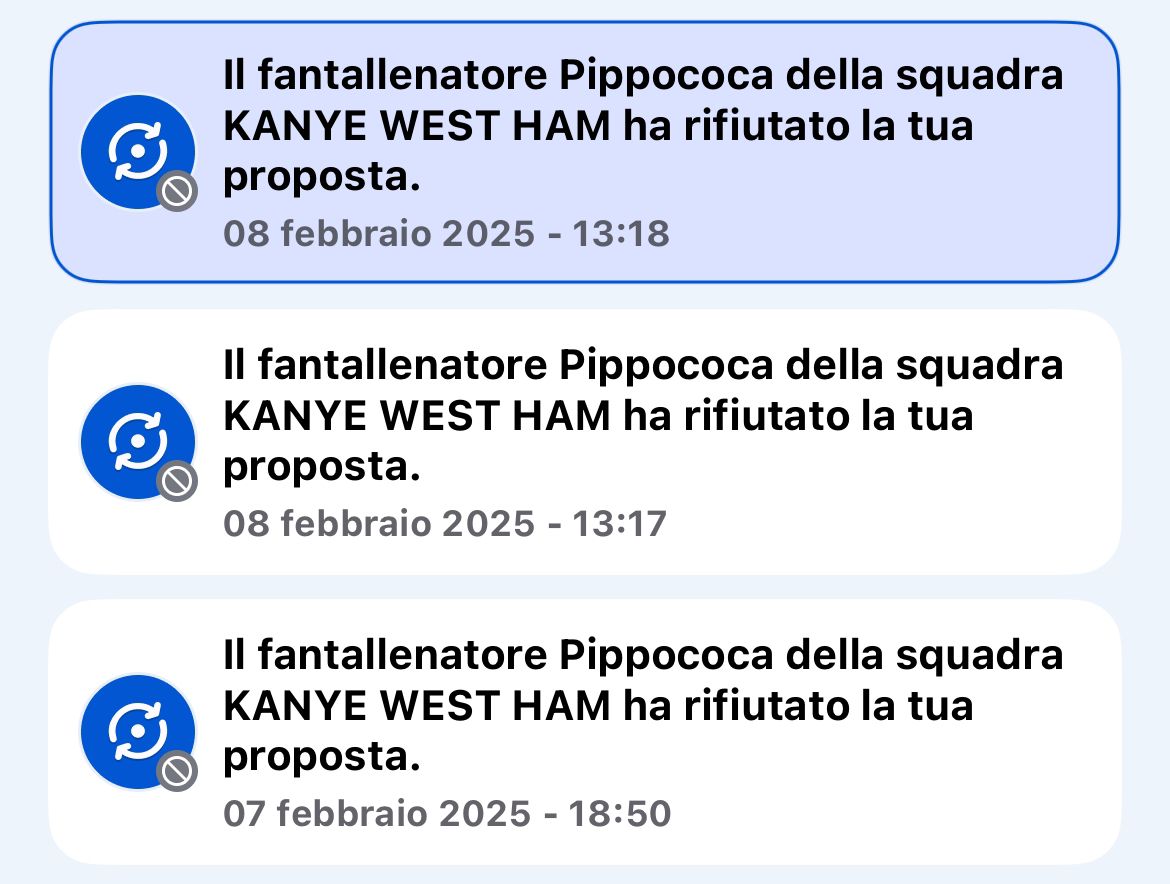 Il fantallenatore Pippococa della squadra
KANYE WEST HAM ha rifiutato la tua
proposta.
08 febbraio 2025 - 13:18
Il fantallenatore Pippococa della squadra
KANYE WEST HAM ha rifiutato la tua
proposta.
08 febbraio 2025 - 13:17
Il fantallenatore Pippococa della squadra
KANYE WEST HAM ha rifiutato la tua
proposta.
07 febbraio 2025 - 18:50